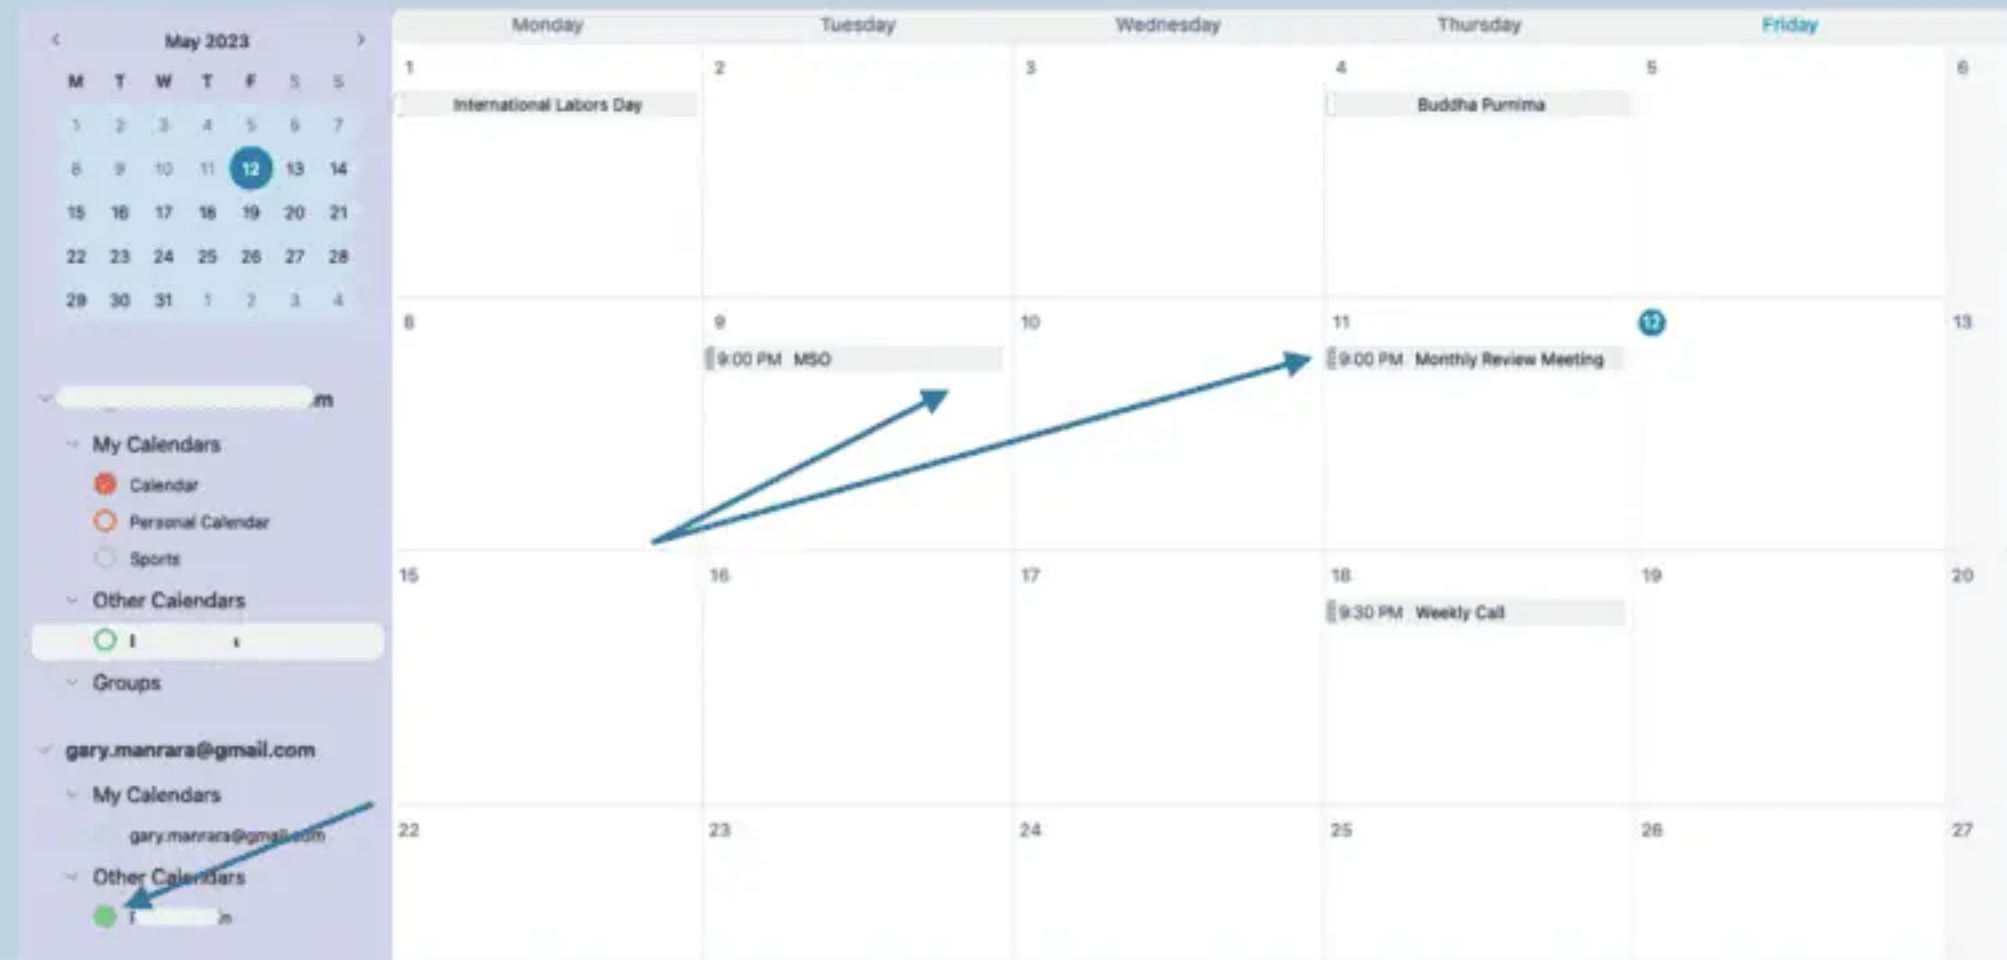 May 2023
M T W T F S S
1 2 3 4 5 6 7
8 9 10 11 12 13 14
15 16 17 18 19 20 21
22 23 24 25 26 27 28
29 30 31 1 2 3 4
m
My Calendars
Calendar
Personal Calendar
Sports
Other Calendars
Groups
gary.manrara@gmail.com
My Calendars
gary.manrara@gmail.com
Other Calendars
Monday Tuesday Wednesday Thursday Friday
1 2 3 4 5 6
International Labors Day Buddha Purnima
8 9 10 11 12 13
9:00 PM MSO 9:00 PM Monthly Review Meeting
15 16 17 18 19 20
9:30 PM Weekly Call
22 23 24 25 26 27